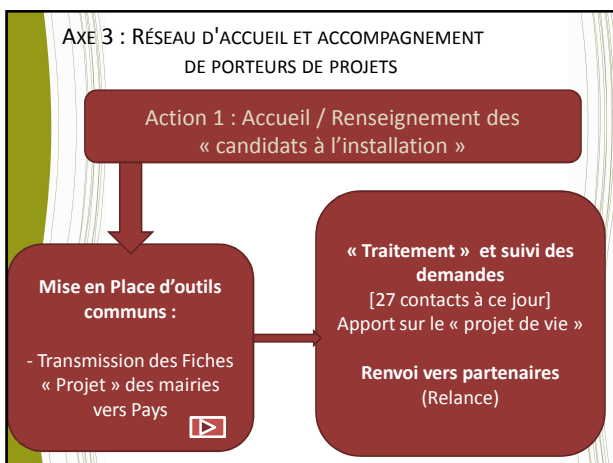 AXE 3 : RÉSEAU D'ACCUEIL ET ACCOMPAGNEMENT
DE PORTEURS DE PROJETS
Action 1 : Accueil / Renseignement des
« candidats à l’installation »
Mise en Place d’outils
communs :
- Transmission des Fiches
« Projet » des mairies
vers Pays
« Traitement » et suivi des
demandes
[27 contacts à ce jour]
Apport sur le « projet de vie »
Renvoi vers partenaires
(Relance)